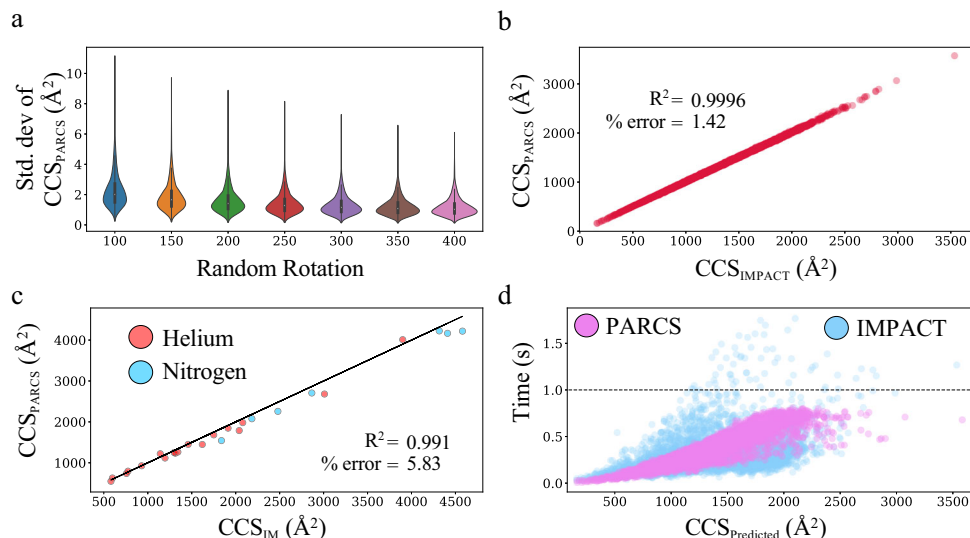 a
Std. dev of
CCS_PARCS (Å²)
10
8
6
4
2
0
100 150 200 250 300 350 400
Random Rotation
b
CCS_PARCS (Å²)
3000
2000
1000
0
R² = 0.9996
% error = 1.42
0 500 1000 1500 2000 2500 3000 3500
CCS_IMPACT (Å²)
c
CCS_PARCS (Å²)
4000
3000
2000
1000
Helium
Nitrogen
R² = 0.991
% error = 5.83
500 1000 1500 2000 2500 3000 3500 4000 4500
CCS_IM (Å²)
d
Time (s)
1.5
1.0
0.5
0.0
PARCS
IMPACT
500 1000 1500 2000 2500 3000 3500
CCS_Predicted (Å²)